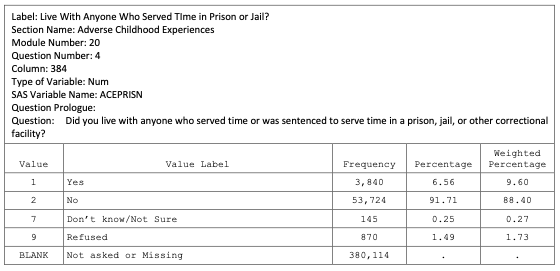 Label: Live With Anyone Who Served TIme in Prison or Jail?
Section Name: Adverse Childhood Experiences
Module Number: 20
Question Number: 4
Column: 384
Type of Variable: Num
SAS Variable Name: ACEPRISN
Question Prologue:
Question: Did you live with anyone who served time or was sentenced to serve time in a prison, jail, or other correctional
facility?
Weighted
Value Value Label Frequency Percentage Percentage
1 Yes 3,840 6.56 9.60
2 No 53,724 91.71 88.40
7 Don't know/Not Sure 145 0.25 0.27
9 Refused 870 1.49 1.73
BLANK Not asked or Missing 380,114 . .